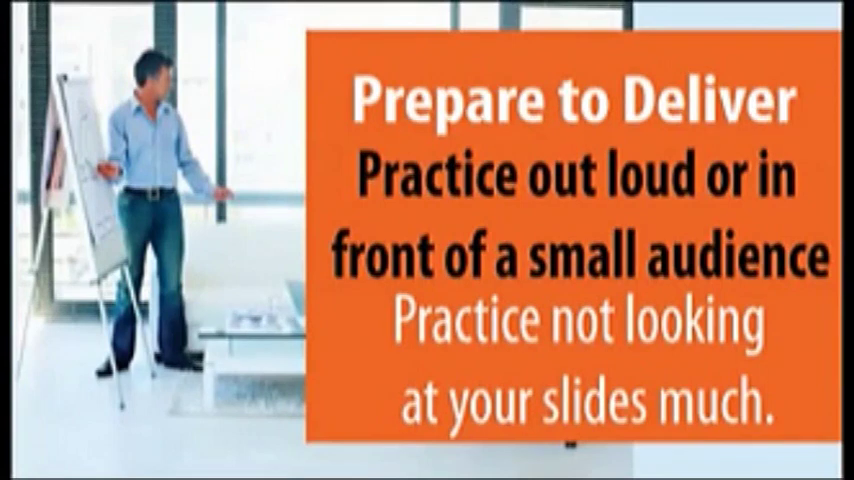 Prepare to Deliver
Practice out loud or in
front of a small audience
Practice not looking
at your slides much.